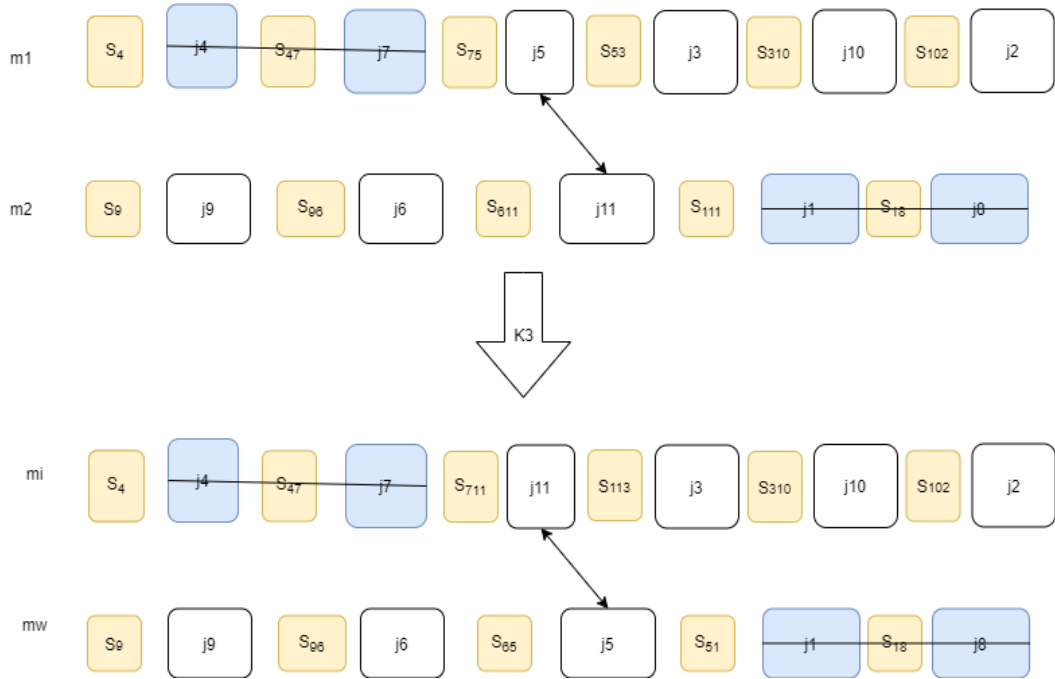 m1 S4 j4 S47 j7 S75 j5 S53 j3 S310 j10 S102 j2
m2 S9 j9 S96 j6 S611 j11 S111 j1 S18 j8
K3
mi S4 j4 S47 j7 S711 j11 S113 j3 S310 j10 S102 j2
mw S9 j9 S96 j6 S65 j5 S51 j1 S18 j8